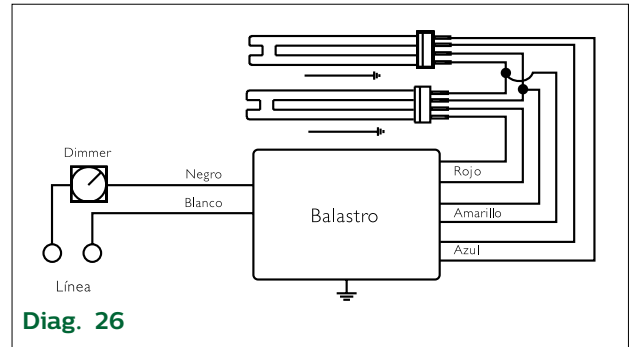 Dimmer
Negro
Blanco
Línea
Balastro
Rojo
Amarillo
Azul
Diag. 26